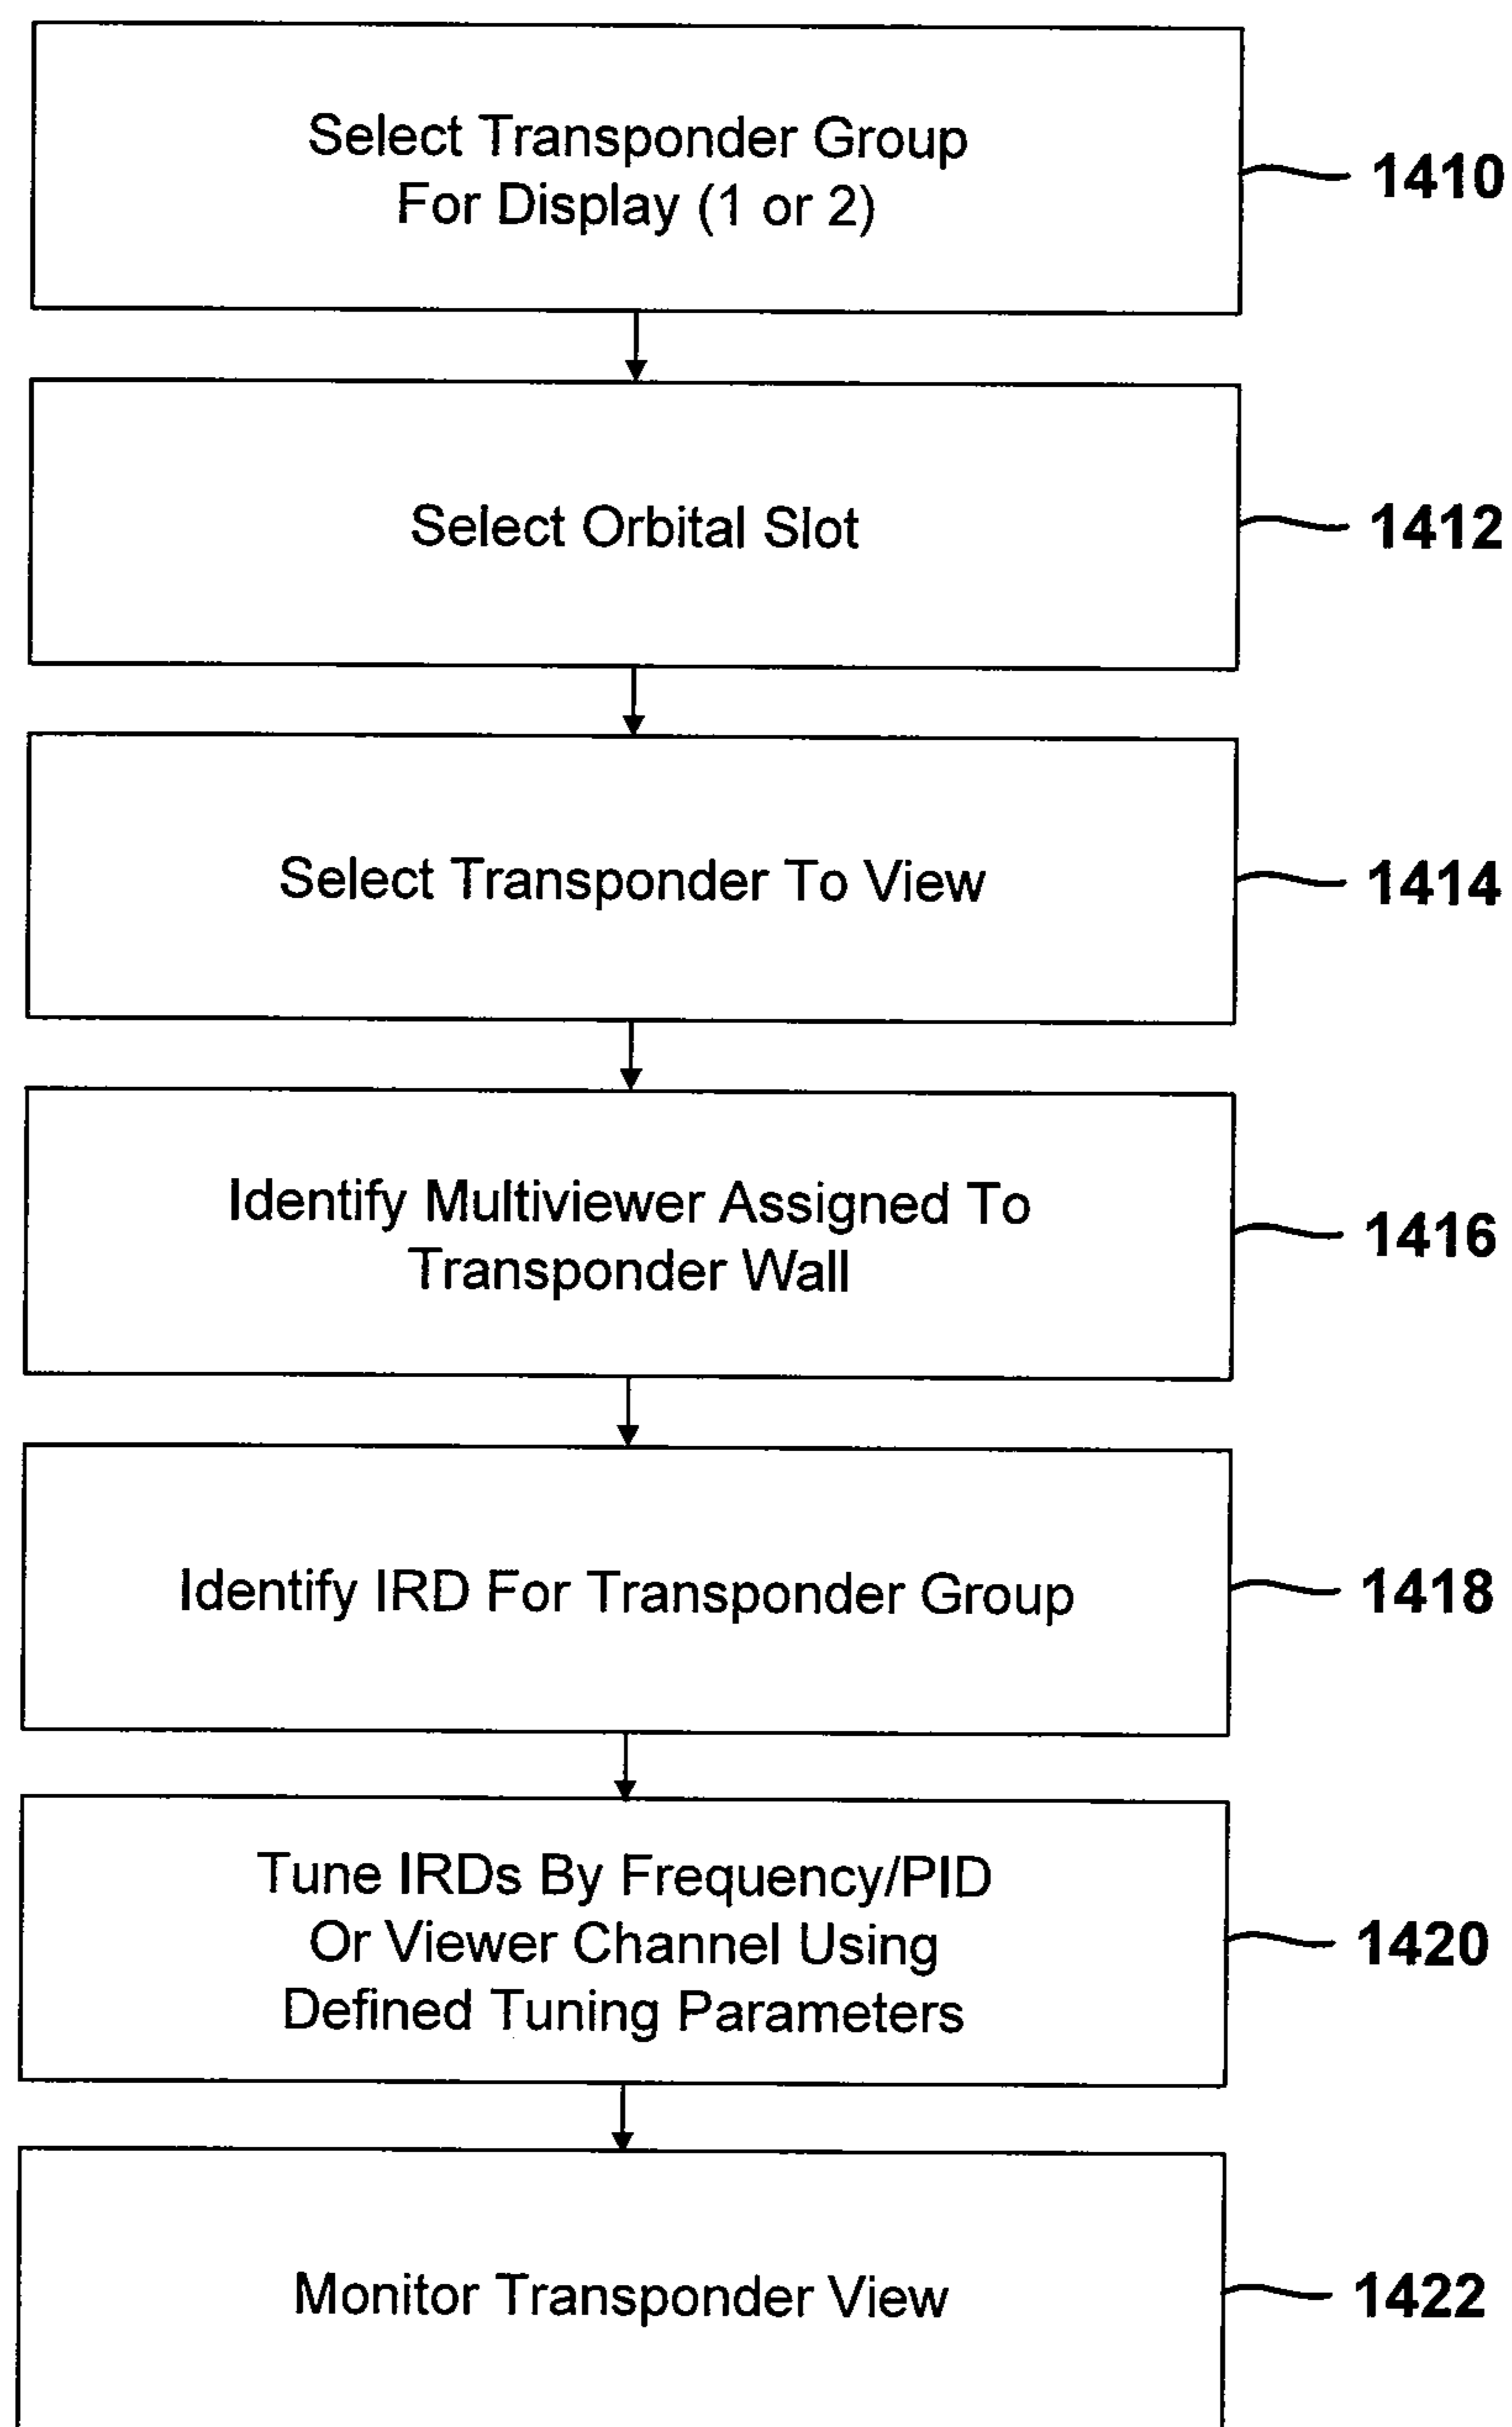 Select Transponder Group
For Display (1 or 2)
1410
Select Orbital Slot
1412
Select Transponder To View
1414
Identify Multiviewer Assigned To
Transponder Wall
1416
Identify IRD For Transponder Group
1418
Tune IRDs By Frequency/PID
Or Viewer Channel Using
Defined Tuning Parameters
1420
Monitor Transponder View
1422